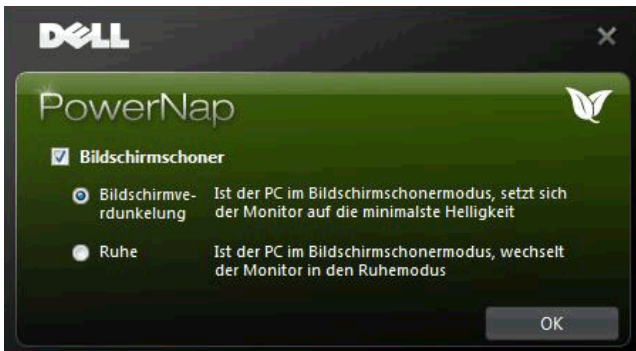 DELL
PowerNap
Bildschirmschoner
Bildschirmve-
rdunkelung
Ist der PC im Bildschirmschonermodus, setzt sich
der Monitor auf die minimalste Helligkeit
Ruhe
Ist der PC im Bildschirmschonermodus, wechselt
der Monitor in den Ruhemodus
OK